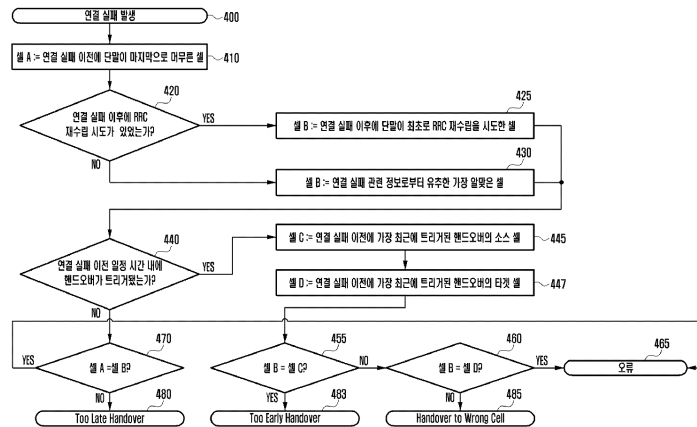 연결 실패 발생
400
셀 A := 연결 실패 이전에 단말이 마지막으로 머무른 셀
410
420
연결 실패 이후에 RRC
재수립 시도가 있었는가?
YES
NO
425
셀 B := 연결 실패 이후에 단말이 최초로 RRC 재수립을 시도한 셀
430
셀 B := 연결 실패 관련 정보로부터 유추한 가장 알맞은 셀
440
연결 실패 이전 일정 시간 내에
핸드오버가 트리거됐는가?
YES
NO
셀 C := 연결 실패 이전에 가장 최근에 트리거된 핸드오버의 소스 셀
445
셀 D := 연결 실패 이전에 가장 최근에 트리거된 핸드오버의 타겟 셀
447
470
YES
셀 A =셀 B?
NO
455
셀 B = 셀 C?
NO
YES
460
셀 B = 셀 D?
YES
NO
465
오류
480
Too Late Handover
483
Too Early Handover
485
Handover to Wrong Cell